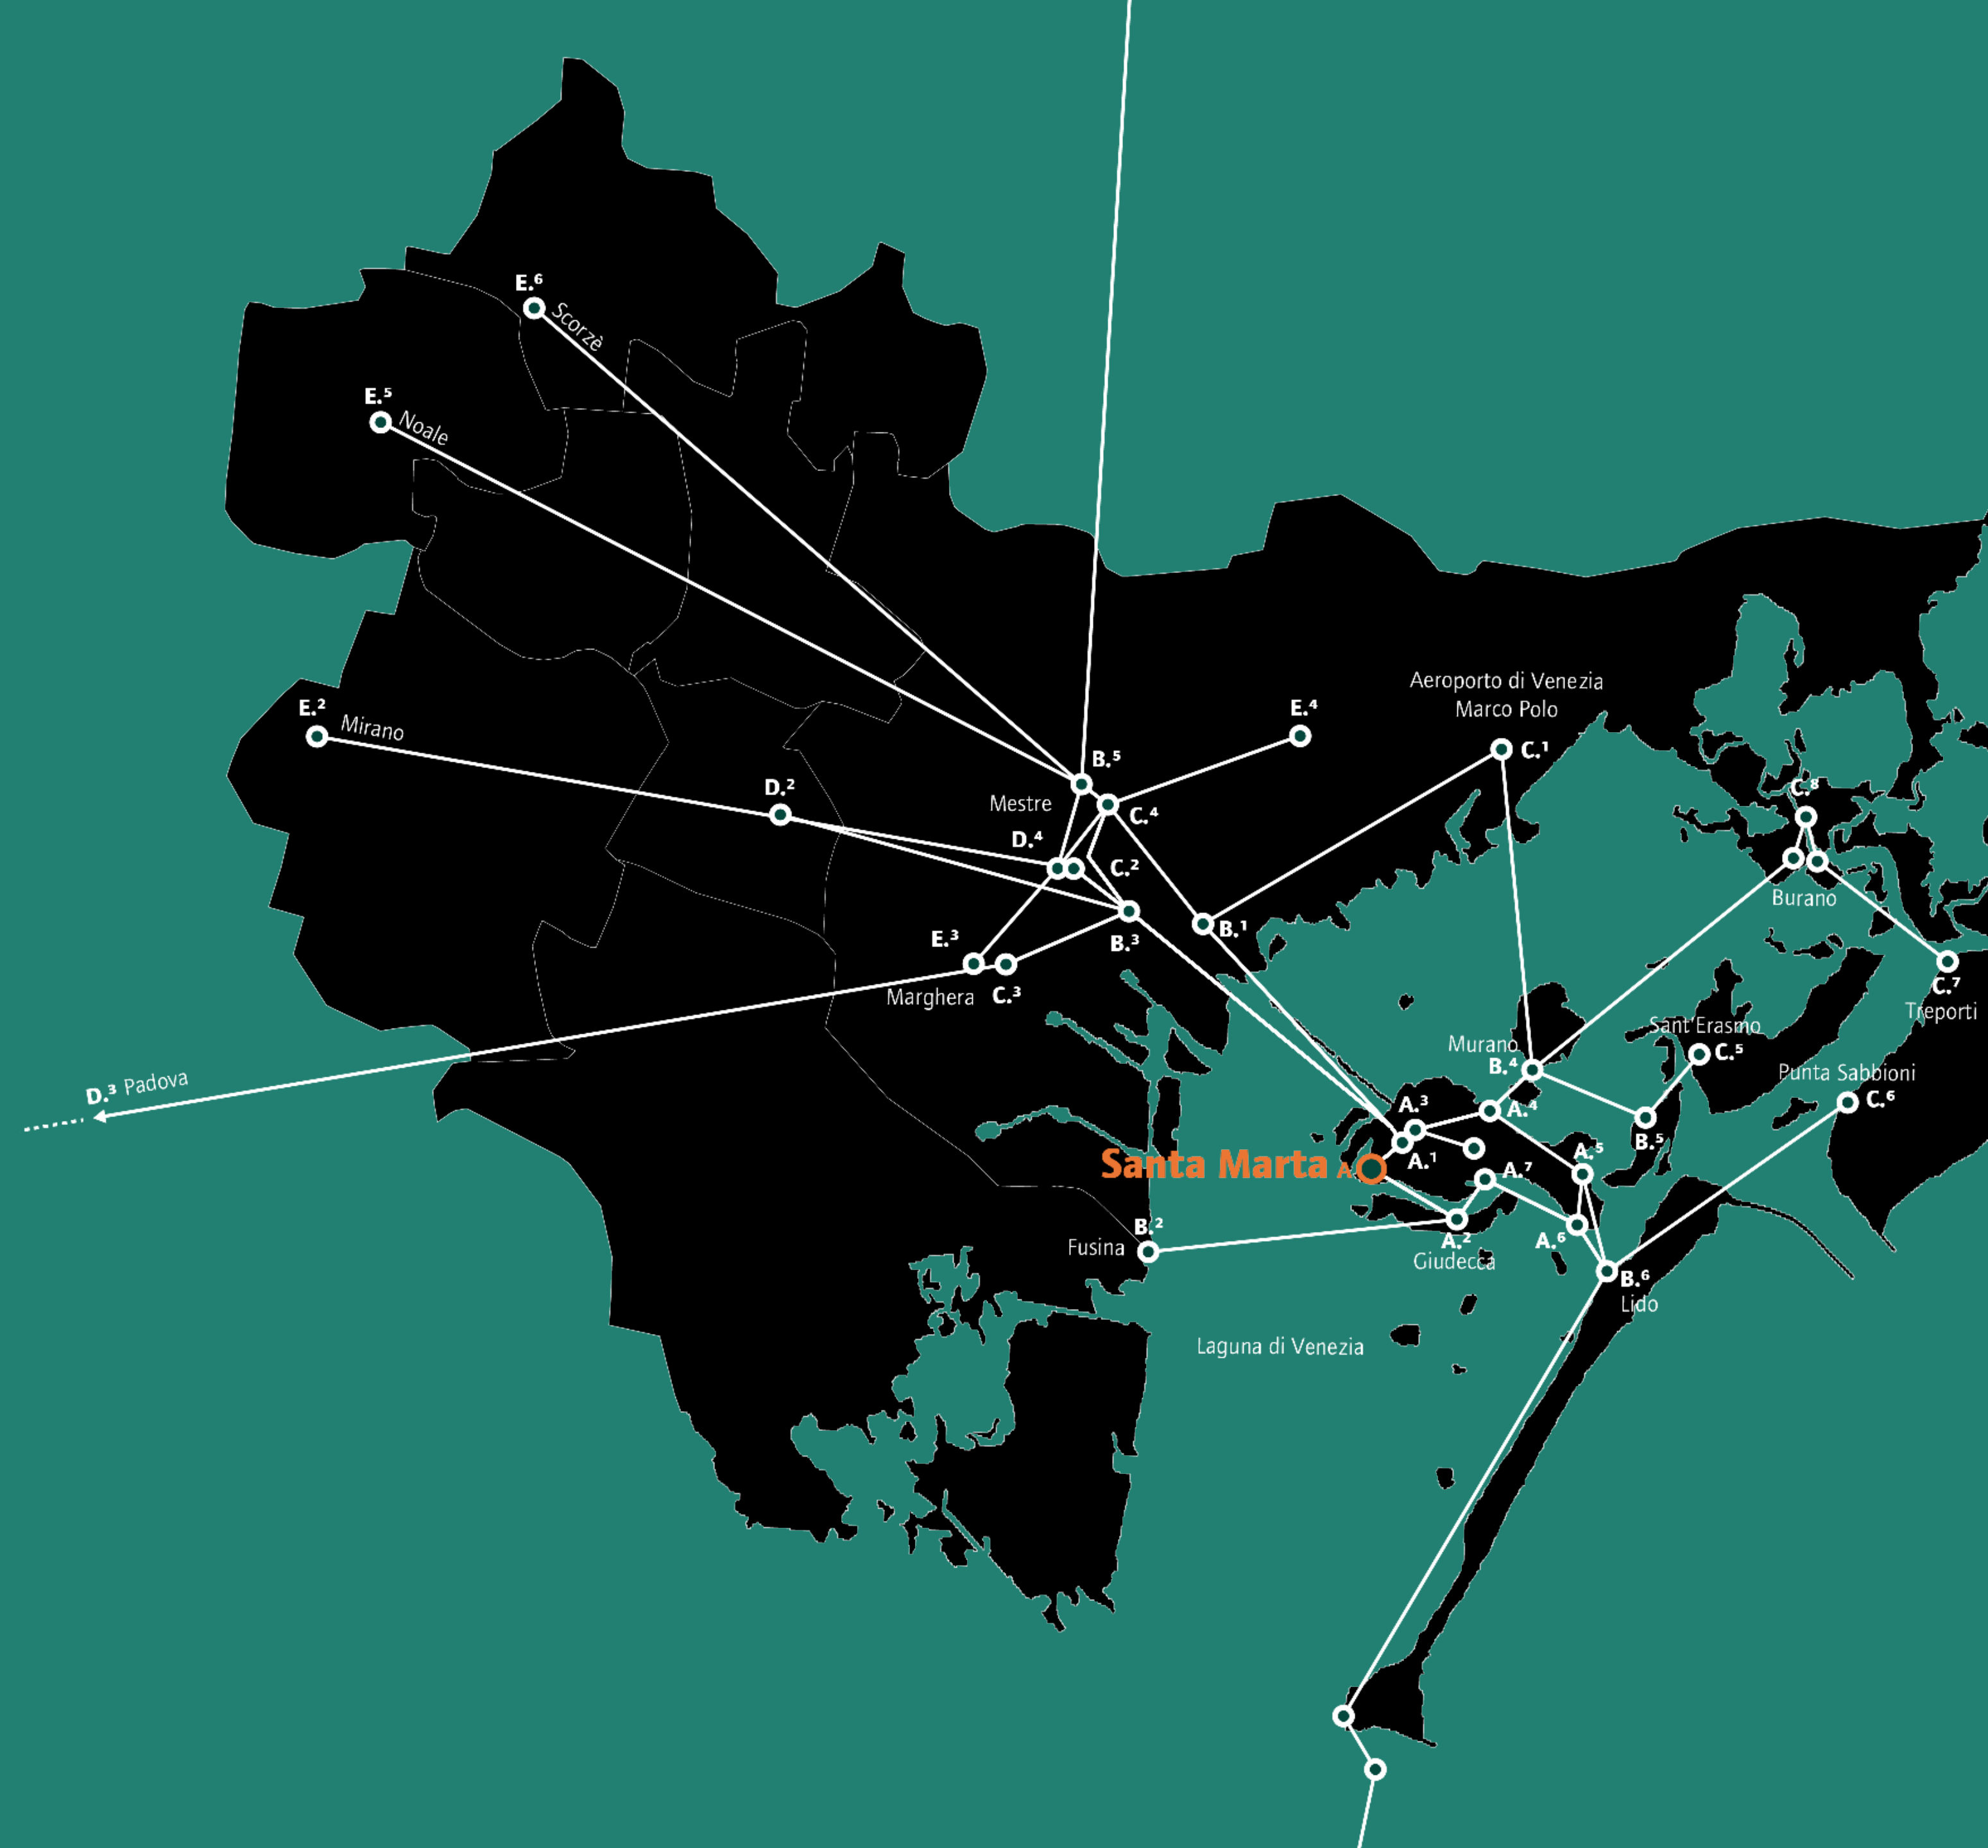 E.⁶
Scorzè
E.⁵
Noale
Aeroporto di Venezia
Marco Polo
E.²
Mirano
E.⁴
C.¹
B.⁵
D.²
Mestre
C.⁴
C.⁸
D.⁴
C.²
Burano
E.³
B.³
B.¹
Marghera
C.³
C.⁷
Treporti
Sant'Erasmo
C.⁵
Murano
B.⁴
D.³ Padova
Punta Sabbioni
C.⁶
A.³
A.⁴
B.⁵
A.⁵
Santa Marta A
A.¹
A.⁷
B.²
Fusina
A.²
Giudecca
A.⁶
B.⁶
Lido
Laguna di Venezia